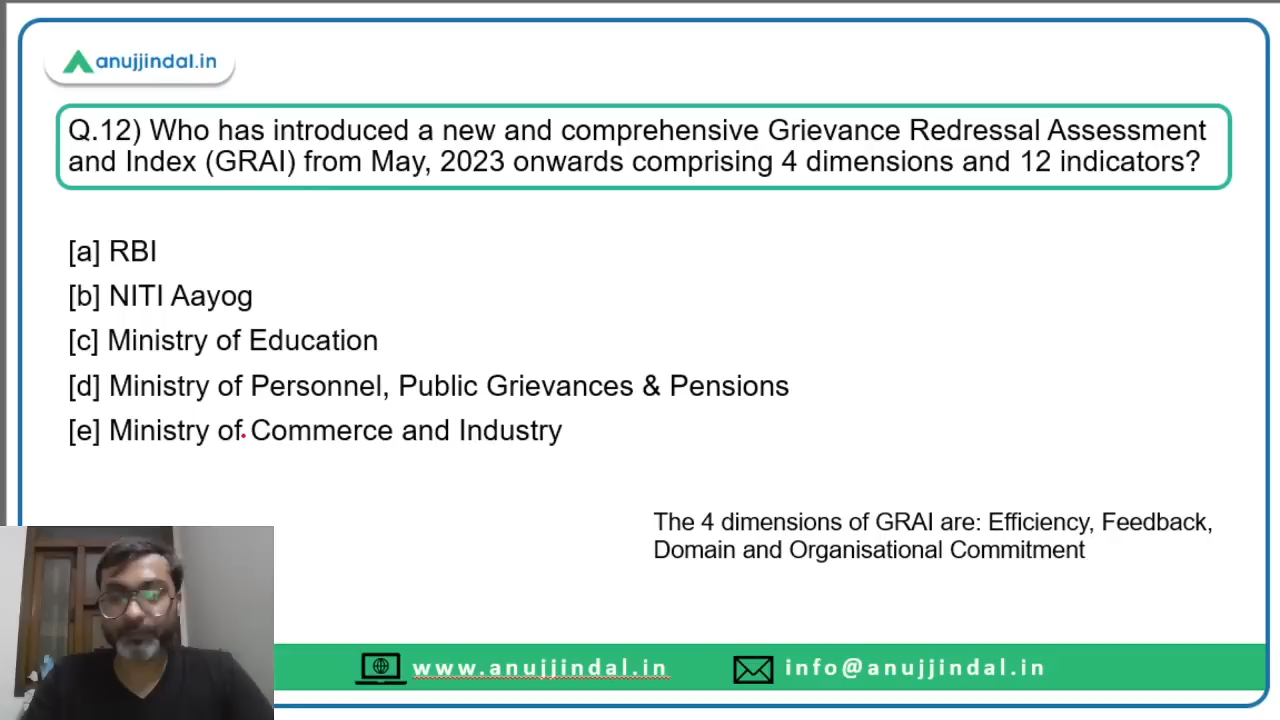 anujjindal.in
Q.12) Who has introduced a new and comprehensive Grievance Redressal Assessment
and Index (GRAI) from May, 2023 onwards comprising 4 dimensions and 12 indicators?
[a] RBI
[b] NITI Aayog
[c] Ministry of Education
[d] Ministry of Personnel, Public Grievances & Pensions
[e] Ministry of Commerce and Industry
The 4 dimensions of GRAI are: Efficiency, Feedback,
Domain and Organisational Commitment
www.anujjindal.in
info@anujjindal.in